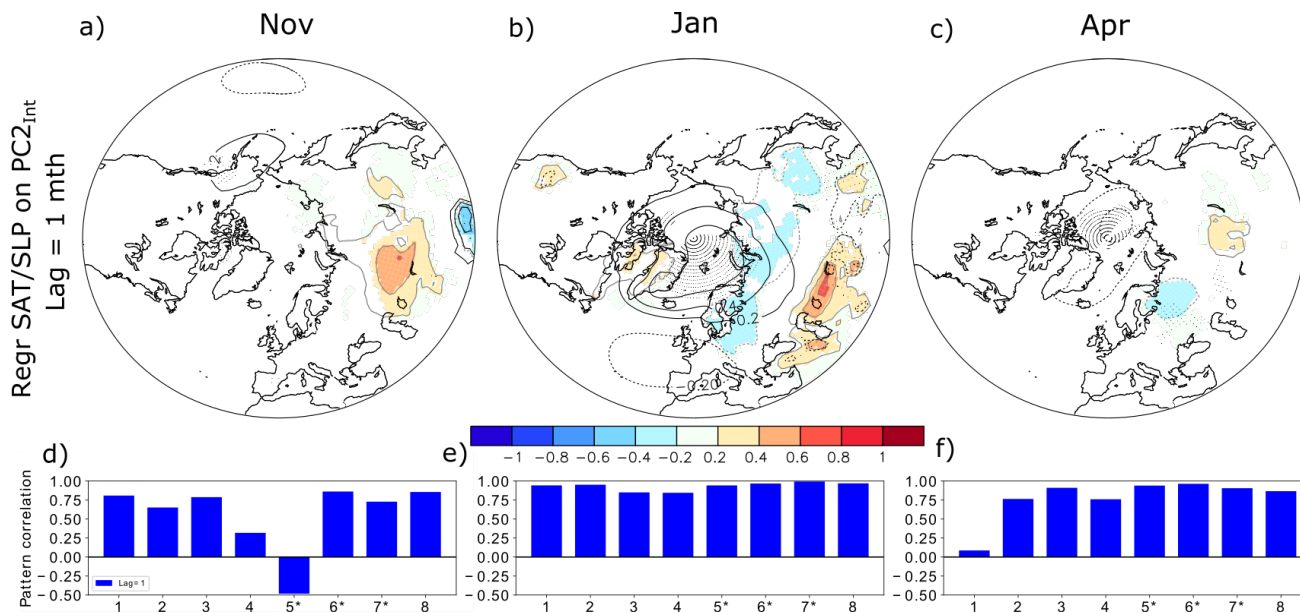 a) Nov b) Jan c) Apr
Regr SAT/SLP on PC2Int
Lag = 1 mth
-0.20
-1 -0.8 -0.6 -0.4 -0.2 0.2 0.4 0.6 0.8 1
d) e) f)
Pattern correlation
1.00 1.00 1.00
0.75 0.75 0.75
0.50 0.50 0.50
0.25 0.25 0.25
0.00 0.00 0.00
-0.25 -0.25 -0.25
-0.50 -0.50 -0.50
Lag= 1
1 2 3 4 5* 6* 7* 8 1 2 3 4 5* 6* 7* 8 1 2 3 4 5* 6* 7* 8